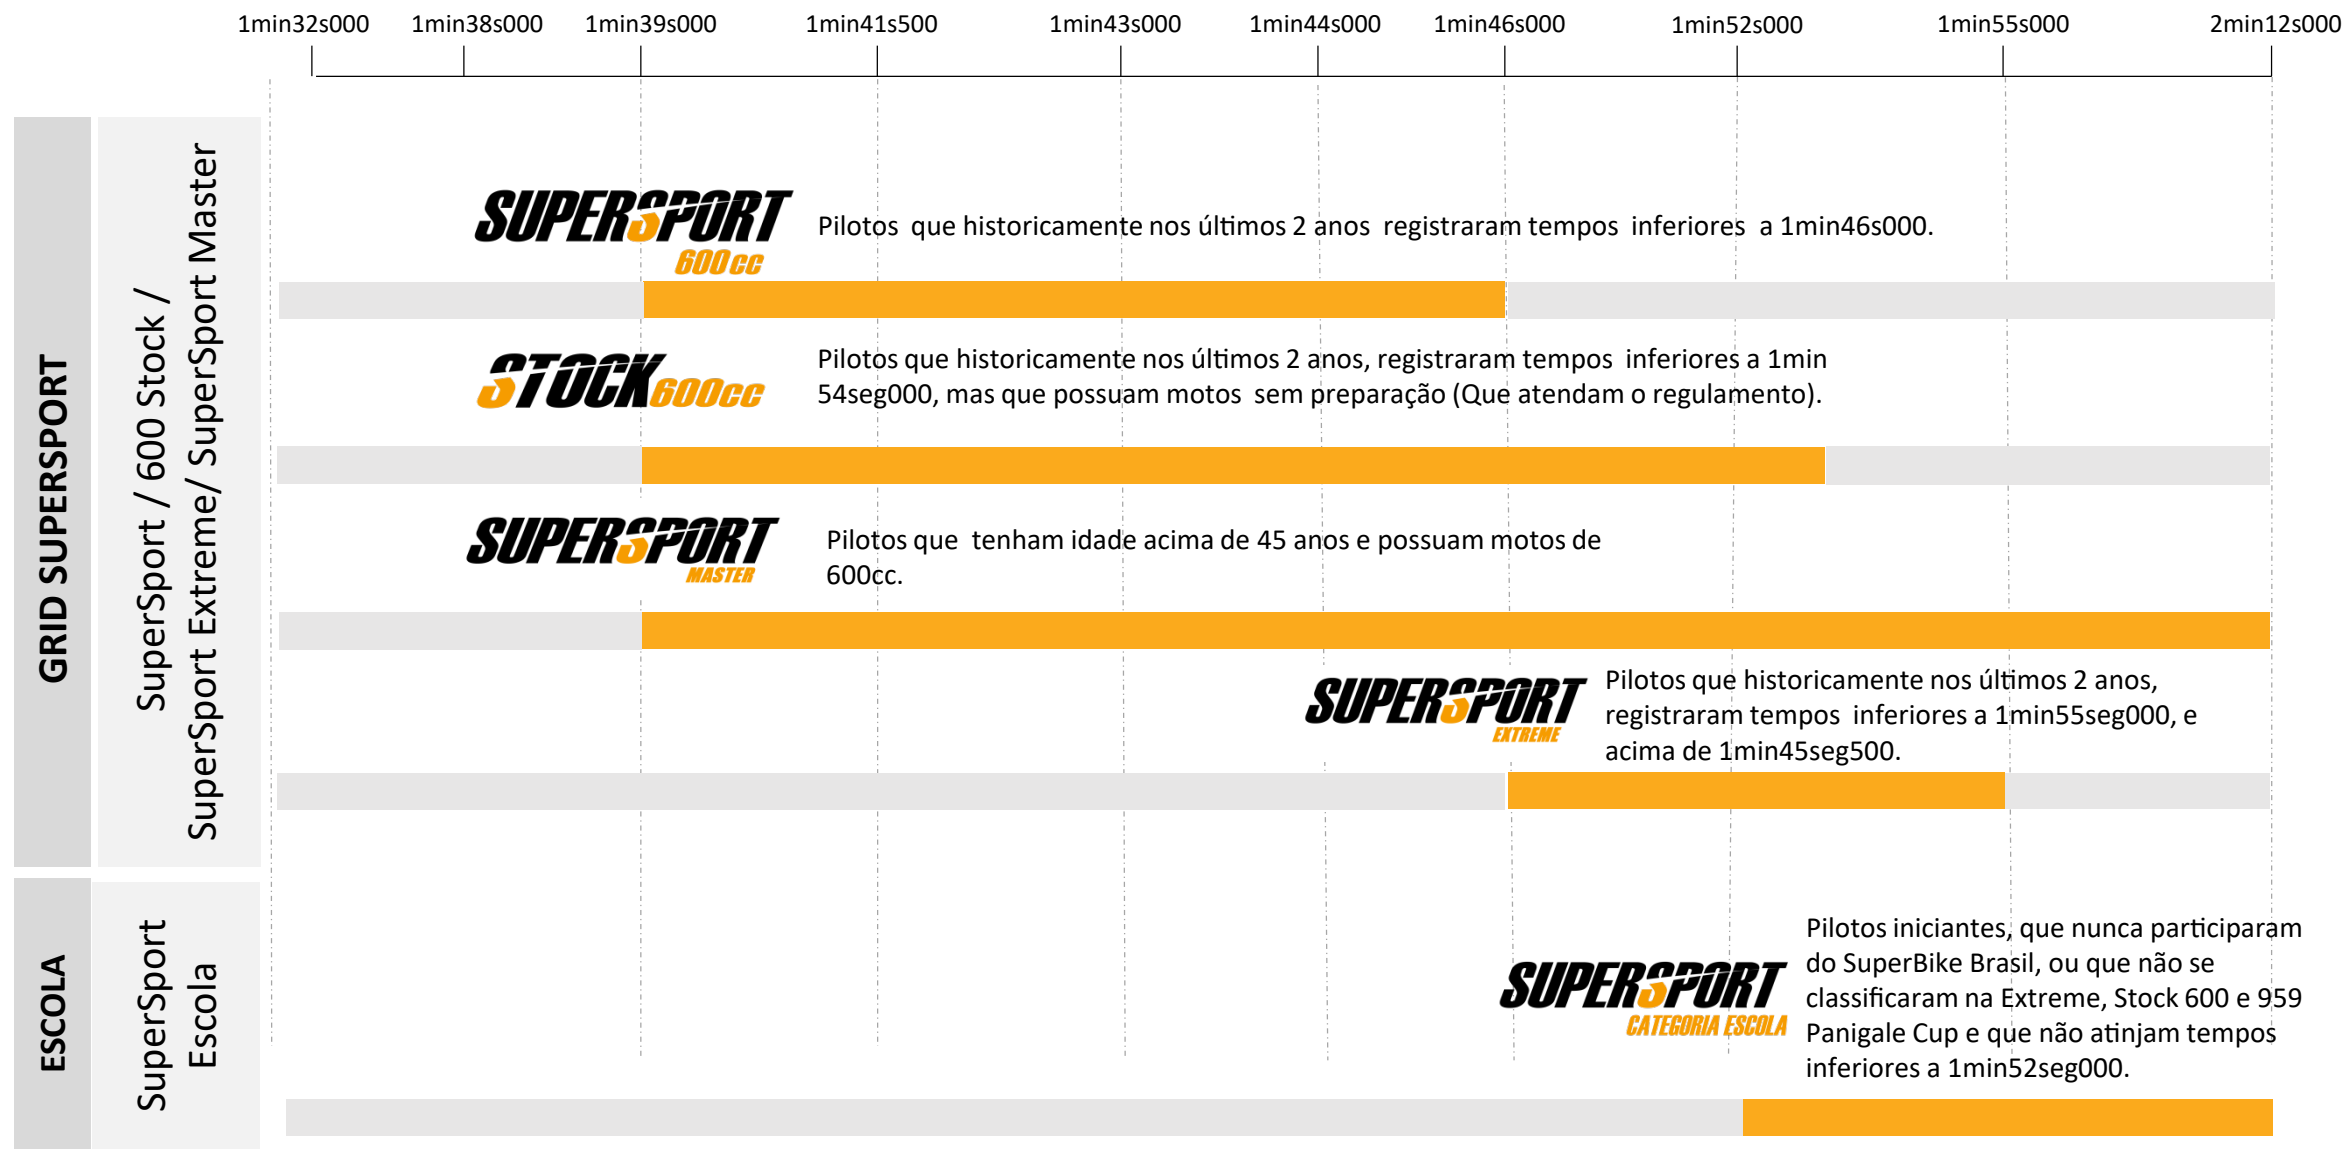 1min32s000 1min38s000 1min39s000 1min41s500 1min43s000 1min44s000 1min46s000 1min52s000 1min55s000 2min12s000
GRID SUPERSPORT
SuperSport / 600 Stock /
SuperSport Extreme/ SuperSport Master
SUPERSPORT
600cc
Pilotos que historicamente nos últimos 2 anos registraram tempos inferiores a 1min46s000.
STOCK 600cc
Pilotos que historicamente nos últimos 2 anos, registraram tempos inferiores a 1min
54seg000, mas que possuam motos sem preparação (Que atendam o regulamento).
SUPERSPORT
MASTER
Pilotos que tenham idade acima de 45 anos e possuam motos de
600cc.
SUPERSPORT
EXTREME
Pilotos que historicamente nos últimos 2 anos,
registraram tempos inferiores a 1min55seg000, e
acima de 1min45seg500.
ESCOLA
SuperSport
Escola
SUPERSPORT
CATEGORIA ESCOLA
Pilotos iniciantes, que nunca participaram
do SuperBike Brasil, ou que não se
classificaram na Extreme, Stock 600 e 959
Panigale Cup e que não atinjam tempos
inferiores a 1min52seg000.